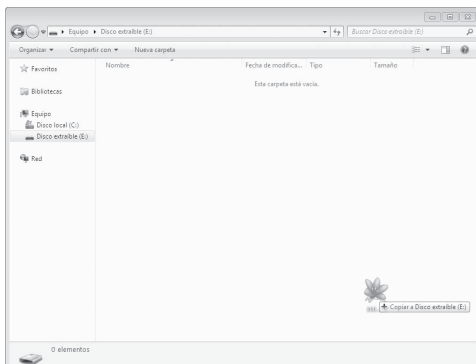 Equipo ▸ Disco extraíble (E:)
Buscar Disco extraíble (E:)
Organizar Compartir con Nueva carpeta
Favoritos
Bibliotecas
Equipo
Disco local (C:)
Disco extraíble (E:)
Red
Nombre Fecha de modifica... Tipo Tamaño
Esta carpeta está vacía.
Copiar a Disco extraíble (E:)
0 elementos